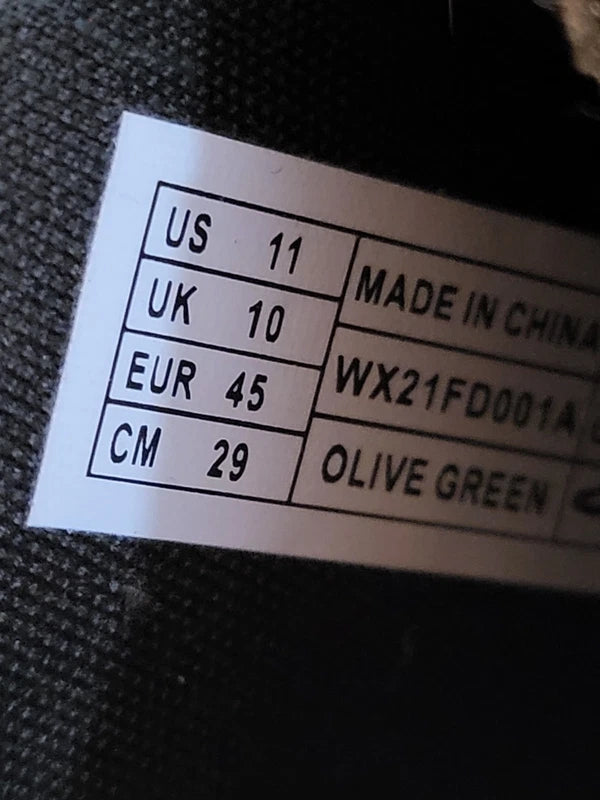 US 11
UK 10
EUR 45
CM 29
MADE IN CHINA
WX21FD001A
OLIVE GREEN